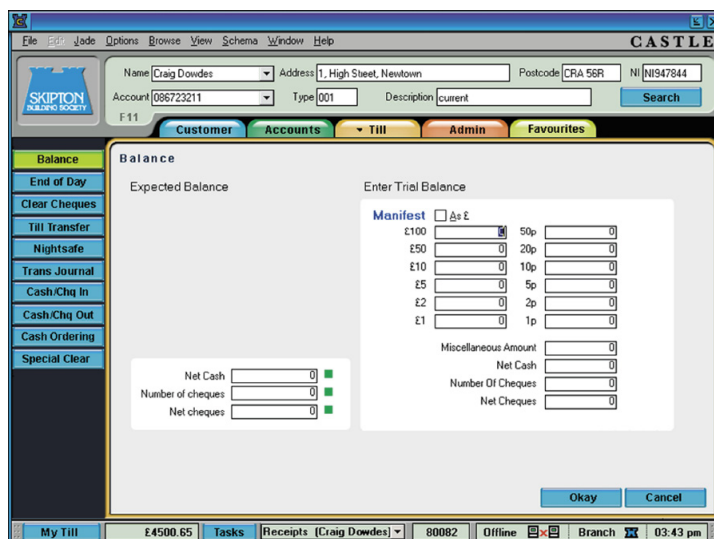 File Edit Jade Options Browse View Schema Window Help CASTLE
SKIPTON
BUILDING SOCIETY
Name Craig Dowdes Address 1, High Steet, Newtown Postcode CRA 56R NI NI947844
Account 086723211 Type 001 Description current Search
F11 Customer Accounts Till Admin Favourites
Balance
End of Day
Clear Cheques
Till Transfer
Nightsafe
Trans Journal
Cash/Chq In
Cash/Chq Out
Cash Ordering
Special Clear
Balance
Expected Balance
Net Cash 0
Number of cheques 0
Net cheques 0
Enter Trial Balance
Manifest As £
£100 0 50p 0
£50 0 20p 0
£10 0 10p 0
£5 0 5p 0
£2 0 2p 0
£1 0 1p 0
Miscellaneous Amount 0
Net Cash 0
Number Of Cheques 0
Net Cheques 0
Okay Cancel
My Till £4500.65 Tasks Receipts (Craig Dowdes) 80082 Offline Branch 03:43 pm